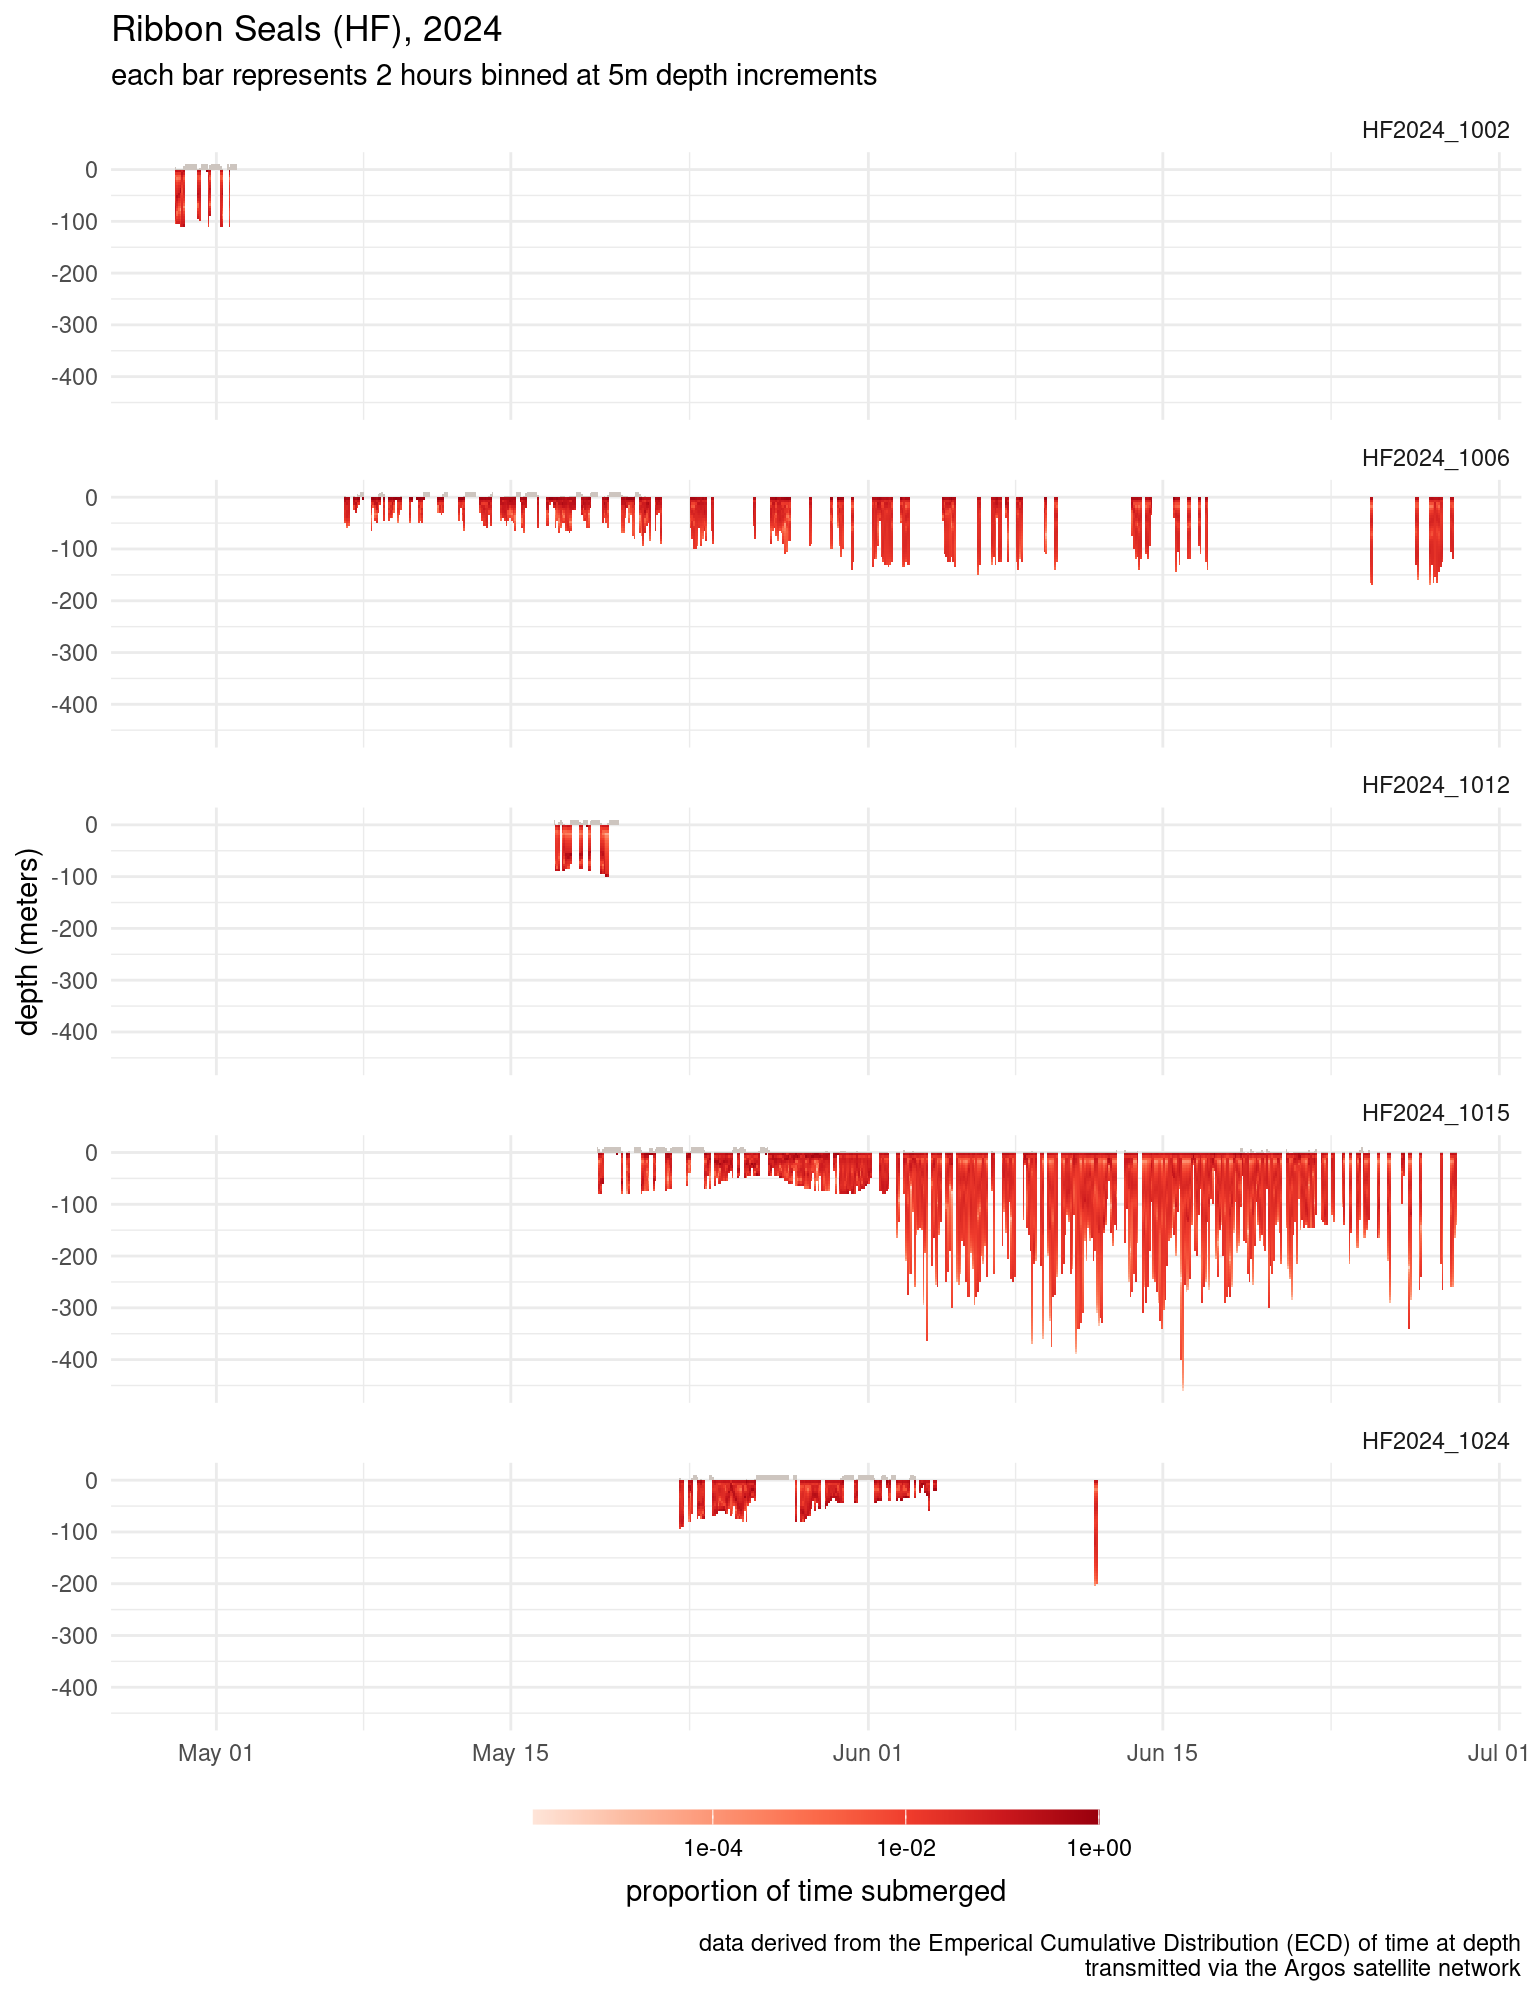 Ribbon Seals (HF), 2024
each bar represents 2 hours binned at 5m depth increments
HF2024_1002
0
-100
-200
-300
-400
HF2024_1006
0
-100
-200
-300
-400
HF2024_1012
0
-100
-200
-300
-400
depth (meters)
HF2024_1015
0
-100
-200
-300
-400
HF2024_1024
0
-100
-200
-300
-400
May 01 May 15 Jun 01 Jun 15 Jul 01
1e-04 1e-02 1e+00
proportion of time submerged
data derived from the Emperical Cumulative Distribution (ECD) of time at depth
transmitted via the Argos satellite network